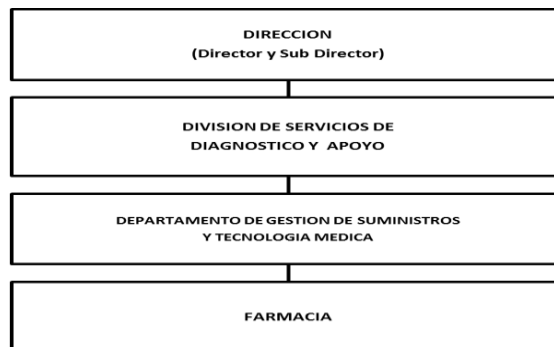 DIRECCION
(Director y Sub Director)
DIVISION DE SERVICIOS DE
DIAGNOSTICO Y APOYO
DEPARTAMENTO DE GESTION DE SUMINISTROS
Y TECNOLOGIA MEDICA
FARMACIA